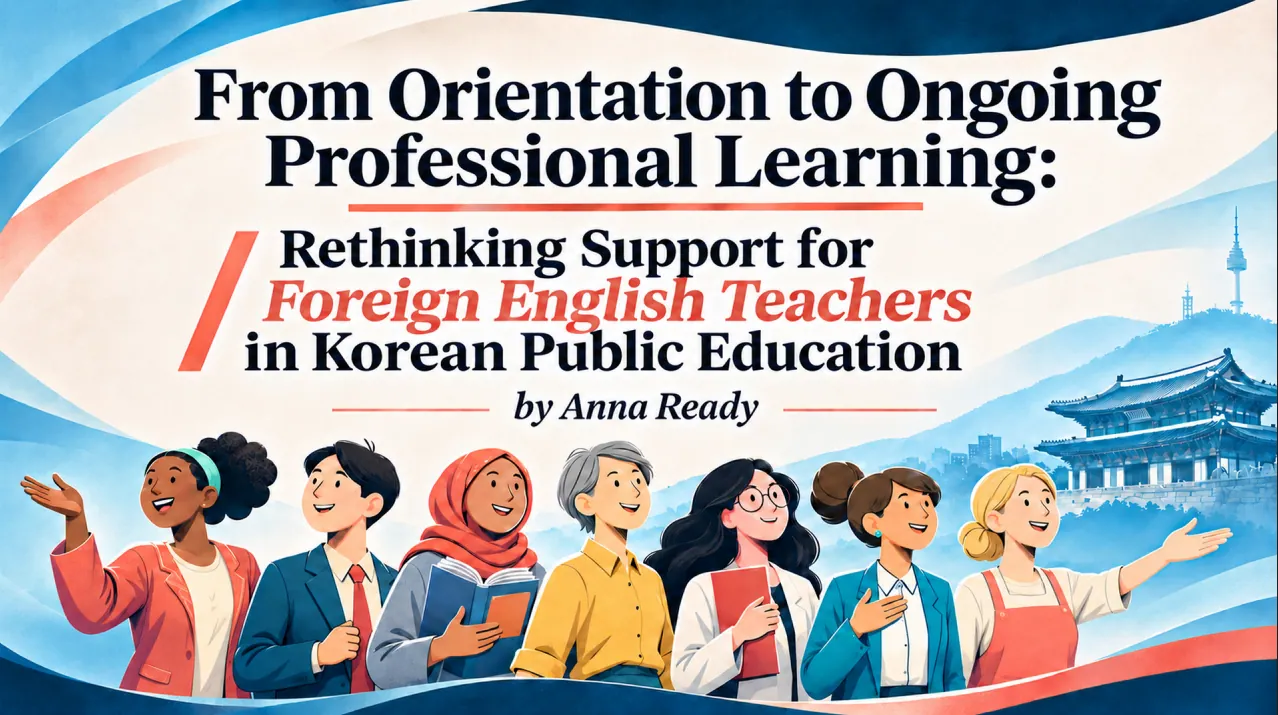 From Orientation to Ongoing
Professional Learning:
Rethinking Support for
Foreign English Teachers
in Korean Public Education
by Anna Ready